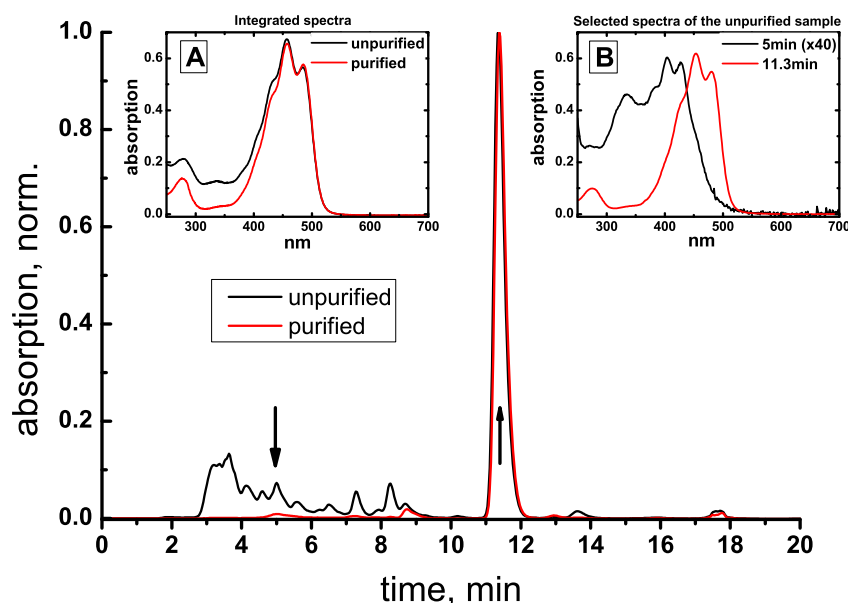 Integrated spectra
A
unpurified
purified
absorption
0.6
0.4
0.2
0.0
300 400 500 600 700
nm
Selected spectra of the unpurified sample
B
5min (x40)
11.3min
absorption
0.6
0.4
0.2
0.0
300 400 500 600 700
nm
unpurified
purified
absorption, norm.
1.0
0.8
0.6
0.4
0.2
0.0
0 2 4 6 8 10 12 14 16 18 20
time, min